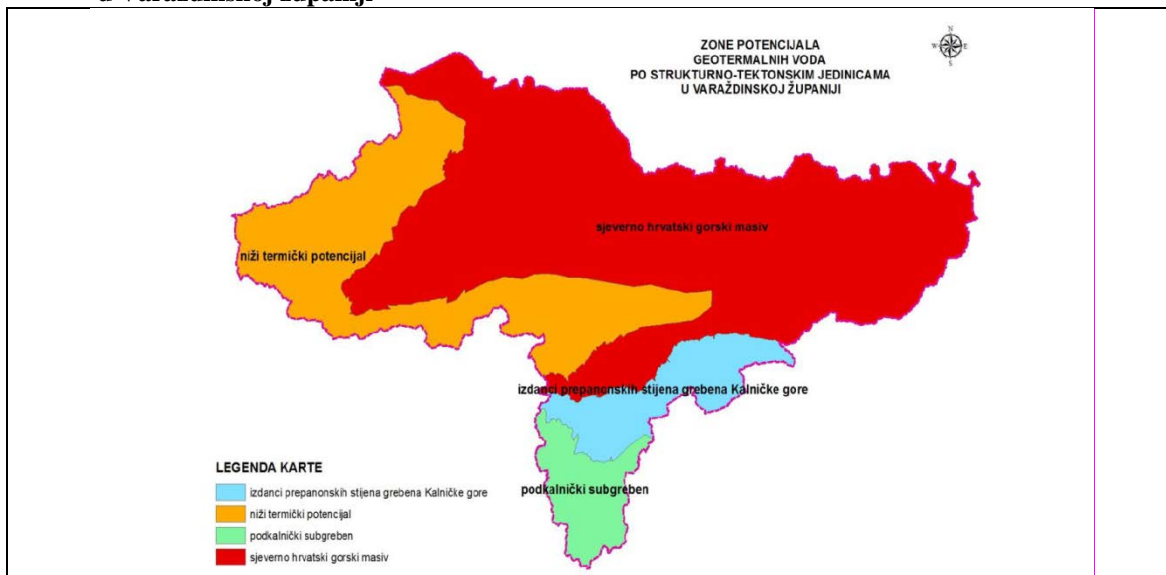 u Varaždinskoj županiji
ZONE POTENCIJALA
GEOTERMALNIH VODA
PO STRUKTURNO-TEKTONSKIM JEDINICAMA
U VARAŽDINSKOJ ŽUPANIJI
N
W E
S
sjeverno hrvatski gorski masiv
niži termički potencijal
izdanci prepanonskih stijena grebena Kalničke gore
podkalnički subgreben
LEGENDA KARTE
izdanci prepanonskih stijena grebena Kalničke gore
niži termički potencijal
podkalnički subgreben
sjeverno hrvatski gorski masiv